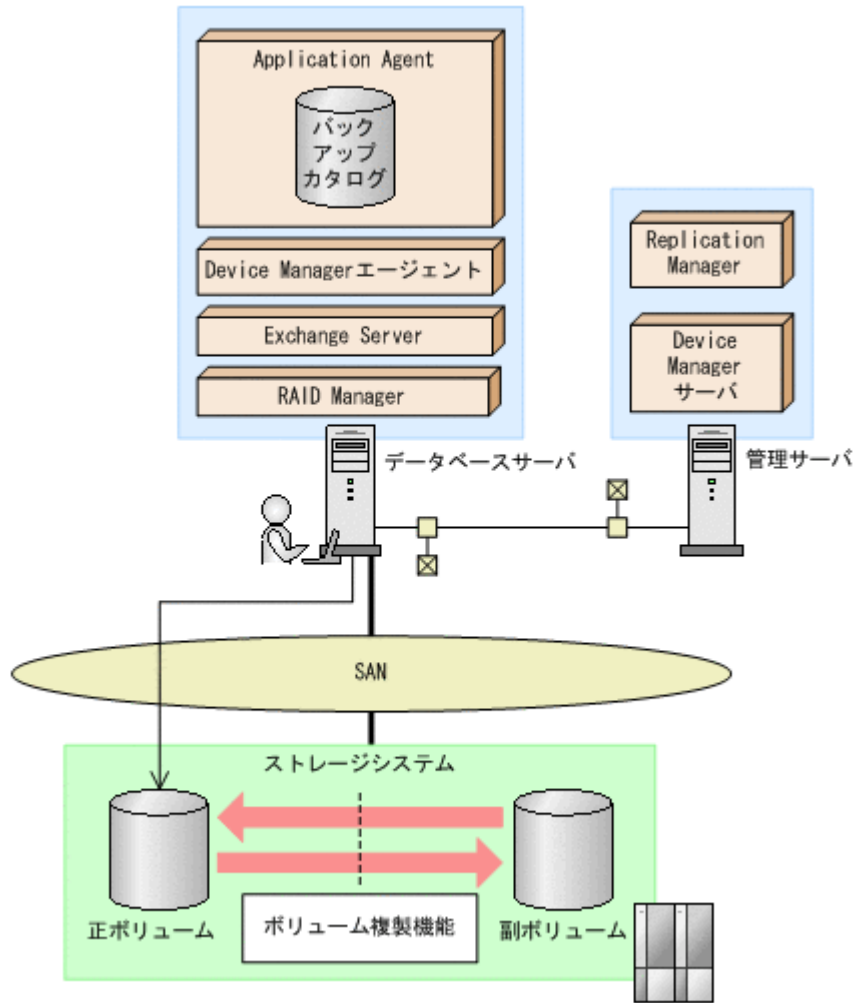 Application Agent
バック
アップ
カタログ
Device Managerエージェント
Exchange Server
RAID Manager
データベースサーバ
Replication
Manager
Device
Manager
サーバ
管理サーバ
SAN
ストレージシステム
正ボリューム
ボリューム複製機能
副ボリューム